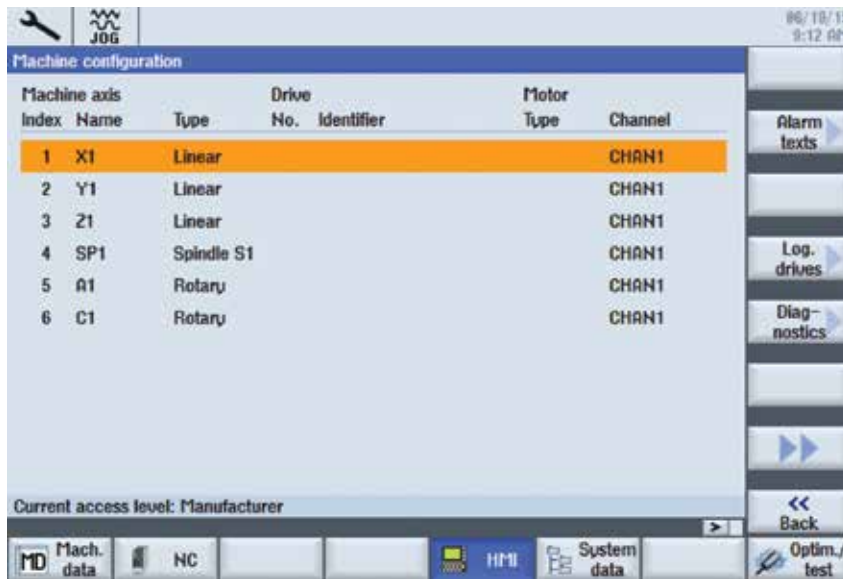 JOG
9:12
Machine configuration
Machine axis Drive Motor
Index Name Type No. Identifier Type Channel
1 X1 Linear CHAN1
2 Y1 Linear CHAN1
3 Z1 Linear CHAN1
4 SP1 Spindle S1 CHAN1
5 A1 Rotary CHAN1
6 C1 Rotary CHAN1
Current access level: Manufacturer
Alarm
texts
Log.
drives
Diag-
nostics
<<
Back
>
MD Mach.
data
NC
HMI
System
data
Optim./
test